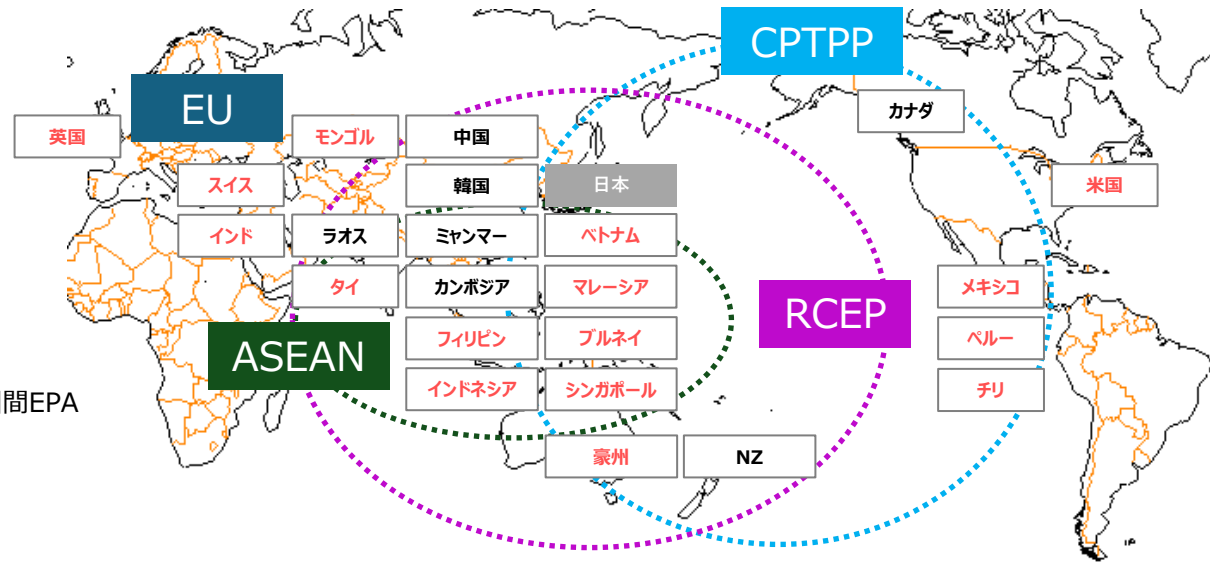 CPTPP
EU
カナダ
英国
モンゴル
中国
スイス
韓国
日本
米国
インド
ラオス
ミャンマー
ベトナム
タイ
カンボジア
マレーシア
メキシコ
RCEP
フィリピン
ブルネイ
ペルー
ASEAN
インドネシア
シンガポール
チリ
間EPA
豪州
NZ